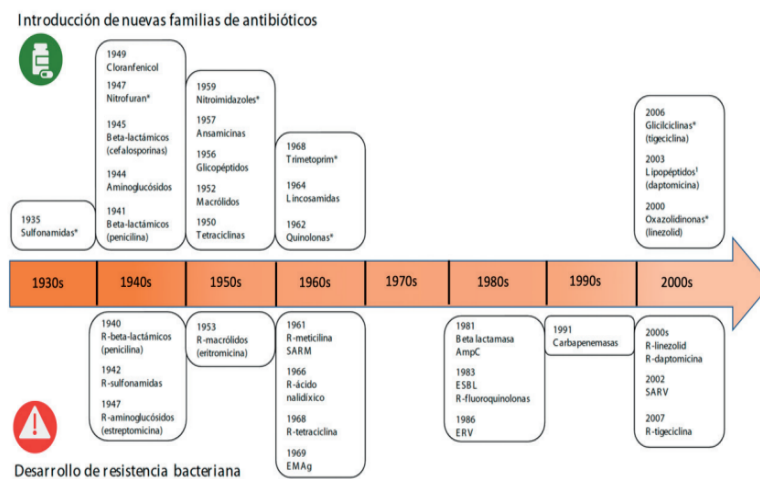 Introducción de nuevas familias de antibióticos
1935
Sulfonamidas*
1949
Cloranfenicol
1947
Nitrofuran*
1945
Beta-lactámicos
(cefalosporinas)
1944
Aminoglucósidos
1941
Beta-lactámicos
(penicilina)
1959
Nitroimidazoles*
1957
Ansamicinas
1956
Glicopéptidos
1952
Macrólidos
1950
Tetraciclinas
1968
Trimetoprim*
1964
Lincosamidas
1962
Quinolonas*
2006
Glicilciclinas*
(tigeciclina)
2003
Lipopéptidos¹
(daptomicina)
2000
Oxazolidinonas*
(linezolid)
1930s
1940s
1950s
1960s
1970s
1980s
1990s
2000s
1940
R-beta-lactámicos
(penicilina)
1942
R-sulfonamidas
1947
R-aminoglucósidos
(estreptomicina)
1953
R-macrólidos
(eritromicina)
1961
R-meticilina
SARM
1966
R-ácido
nalidíxico
1968
R-tetraciclina
1969
EMAg
1981
Beta lactamasa
AmpC
1983
ESBL
R-fluoroquinolonas
1986
ERV
1991
Carbapenemasas
2000s
R-linezolid
R-daptomicina
2002
SARV
2007
R-tigeciclina
Desarrollo de resistencia bacteriana